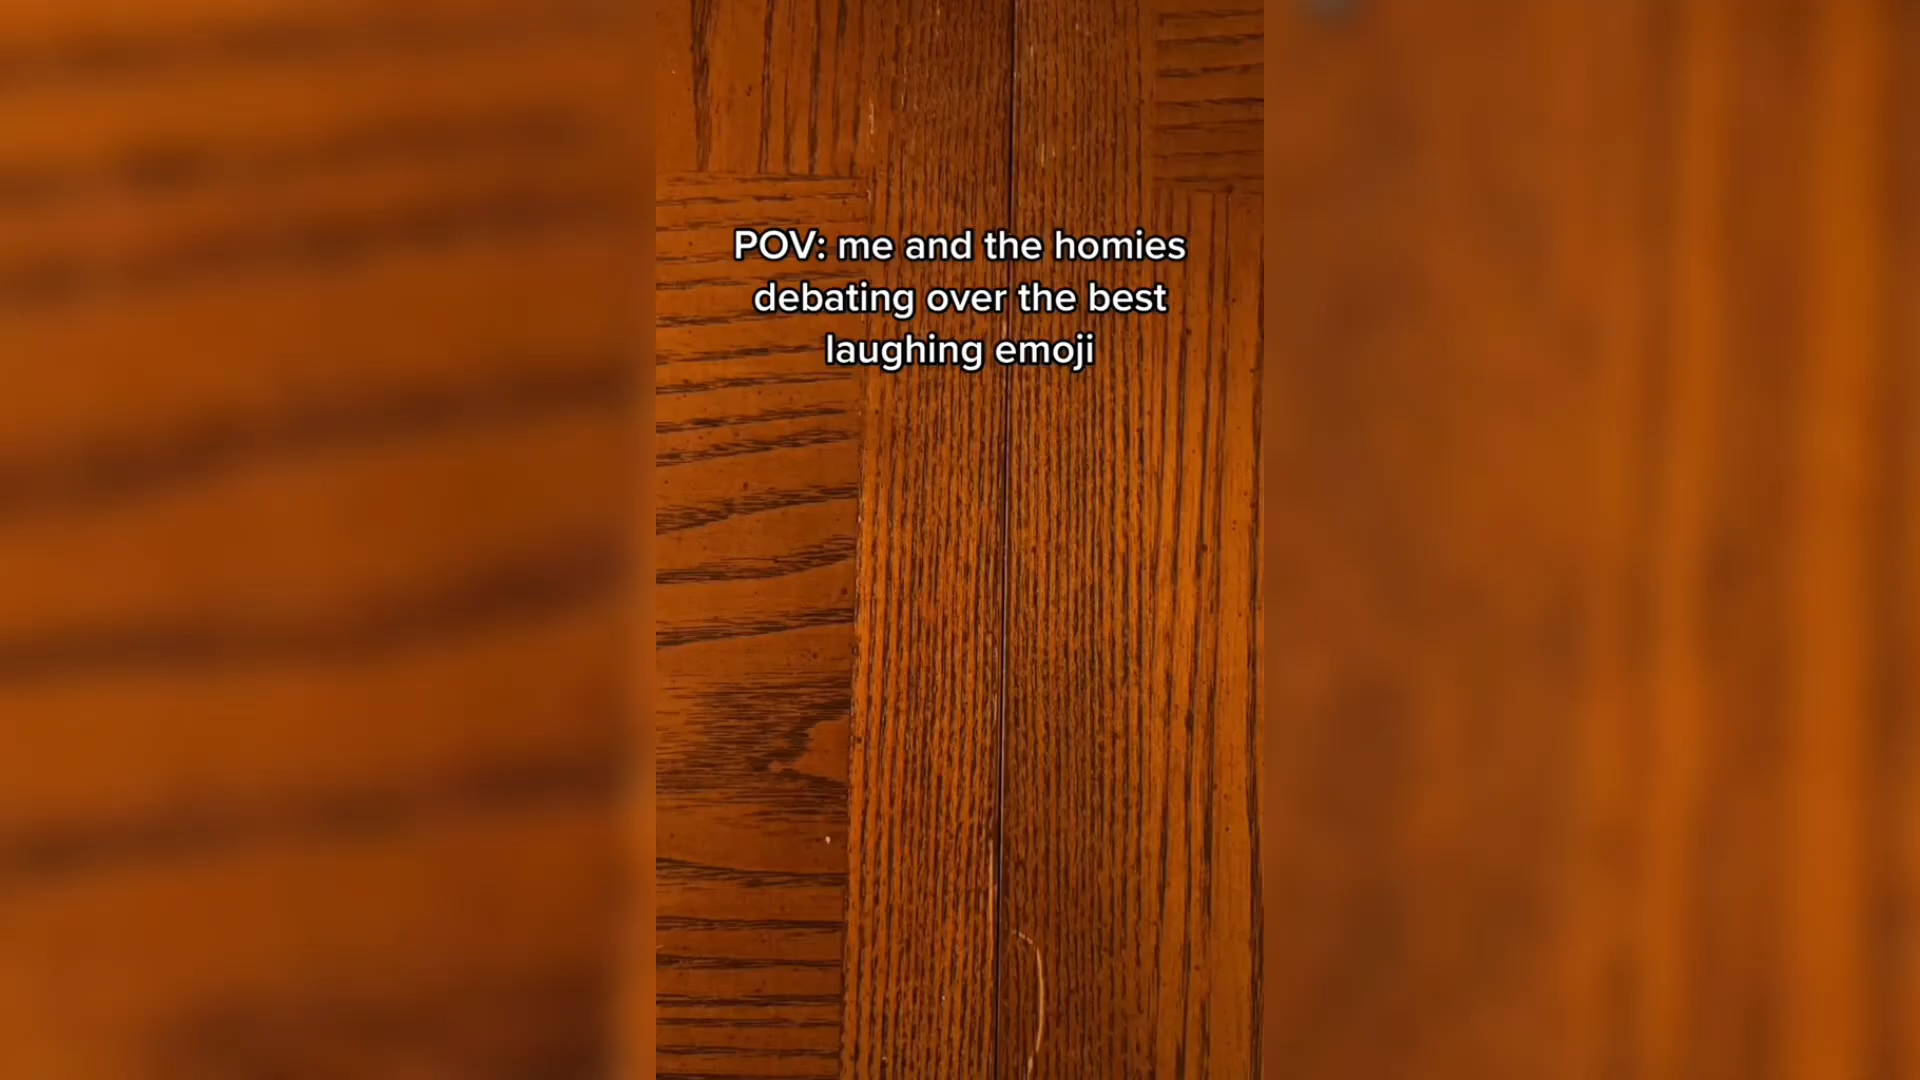 POV: me and the homies
debating over the best
laughing emoji